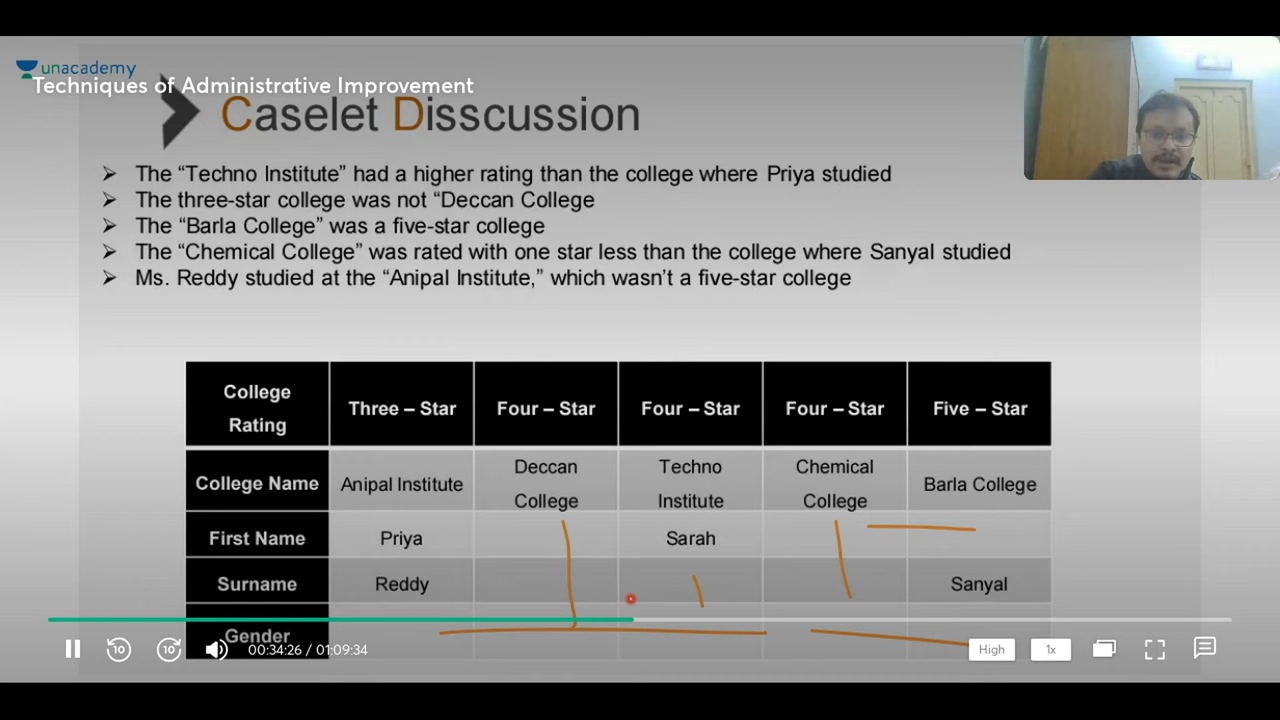 unacademy
Techniques of Administrative Improvement
Caselet Disscussion
The “Techno Institute” had a higher rating than the college where Priya studied
The three-star college was not “Deccan College
The “Barla College” was a five-star college
The “Chemical College” was rated with one star less than the college where Sanyal studied
Ms. Reddy studied at the “Anipal Institute,” which wasn’t a five-star college
College Rating Three – Star Four – Star Four – Star Four – Star Five – Star
College Name Anipal Institute Deccan College Techno Institute Chemical College Barla College
First Name Priya Sarah
Surname Reddy Sanyal
Gender
10 10 00:34:26 / 01:09:34 High 1x